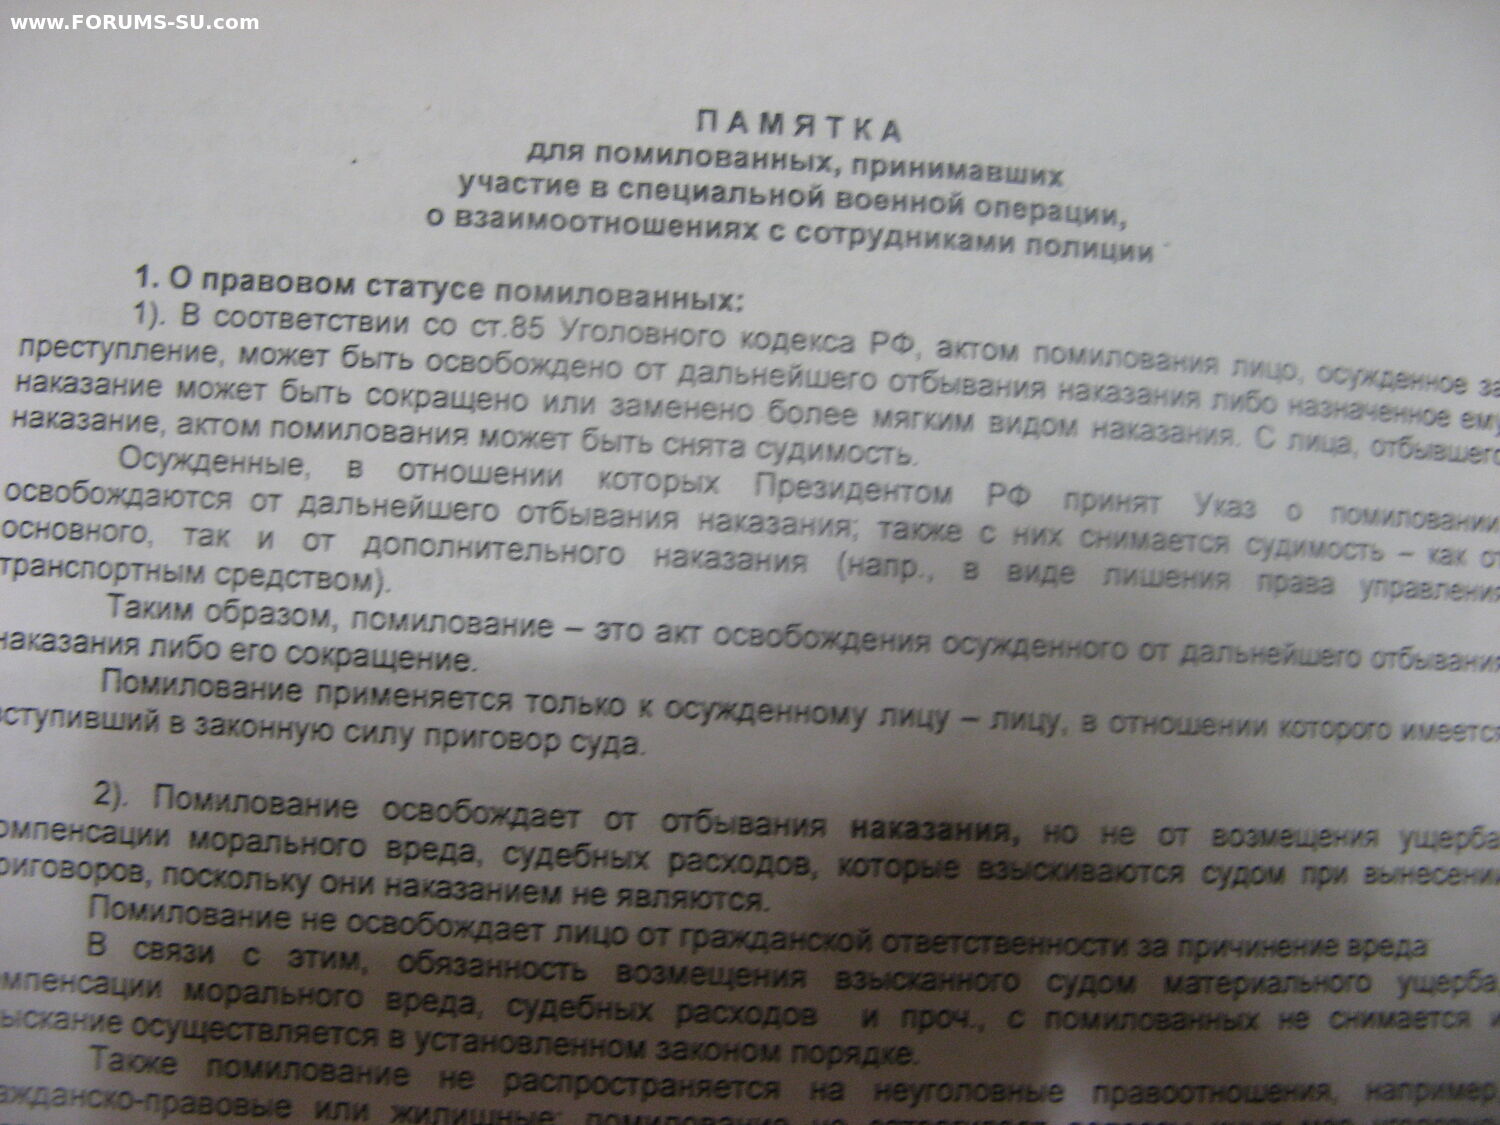 www.FORUMS-SU.com
ПАМЯТКА
для помилованных, принимавших
участие в специальной военной операции,
о взаимоотношениях с сотрудниками полиции
1. О правовом статусе помилованных:
1). В соответствии со ст.85 Уголовного кодекса РФ, актом помилования лицо, осужденное за
преступление, может быть освобождено от дальнейшего отбывания наказания либо назначенное ему
наказание может быть сокращено или заменено более мягким видом наказания. С лица, отбывшего
наказание, актом помилования может быть снята судимость.
Осужденные, в отношении которых Президентом РФ принят Указ о помиловании
освобождаются от дальнейшего отбывания наказания; также с них снимается судимость – как от
основного, так и от дополнительного наказания (напр., в виде лишения права управления
транспортным средством).
Таким образом, помилование – это акт освобождения осужденного от дальнейшего отбывания
наказания либо его сокращение.
Помилование применяется только к осужденному лицу – лицу, в отношении которого имеется
вступивший в законную силу приговор суда.
2). Помилование освобождает от отбывания наказания, но не от возмещения ущерба,
омпенсации морального вреда, судебных расходов, которые взыскиваются судом при вынесении
риговоров, поскольку они наказанием не являются.
Помилование не освобождает лицо от гражданской ответственности за причинение вреда
В связи с этим, обязанность возмещения взысканного судом материального ущерба,
мпенсации морального вреда, судебных расходов и проч., с помилованных не снимается и
ыскание осуществляется в установленном законом порядке.
Также помилование не распространяется на неуголовные правоотношения, например,
ажданско-правовые или жилищные; помилование не